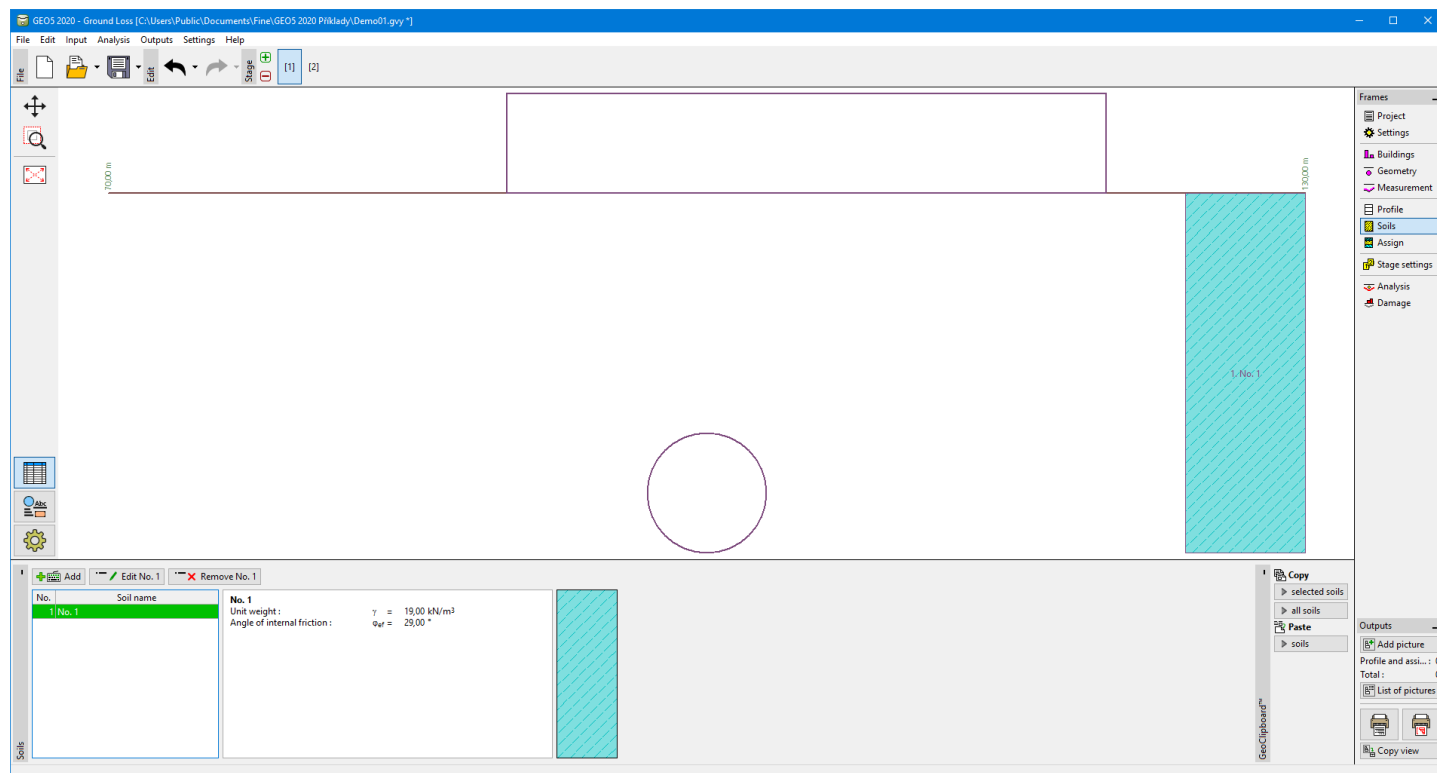 GEO5 2020 - Ground Loss [C:\Users\Public\Documents\Fine\GEO5 2020 Příklady\Demo01.gvy *]
File Edit Input Analysis Outputs Settings Help
File
Edit
Stage
[1] [2]
70,00 m
130,00 m
1. No. 1
Frames
Project
Settings
Buildings
Geometry
Measurement
Profile
Soils
Assign
Stage settings
Analysis
Damage
Abc
Add Edit No. 1 Remove No. 1
No. Soil name
1 No. 1
No. 1
Unit weight : γ = 19,00 kN/m³
Angle of internal friction : φef = 29,00 °
Soils
GeoClipboard™
Copy
selected soils
all soils
Paste
soils
Outputs
Add picture
Profile and assi... :
Total :
List of pictures
Copy view